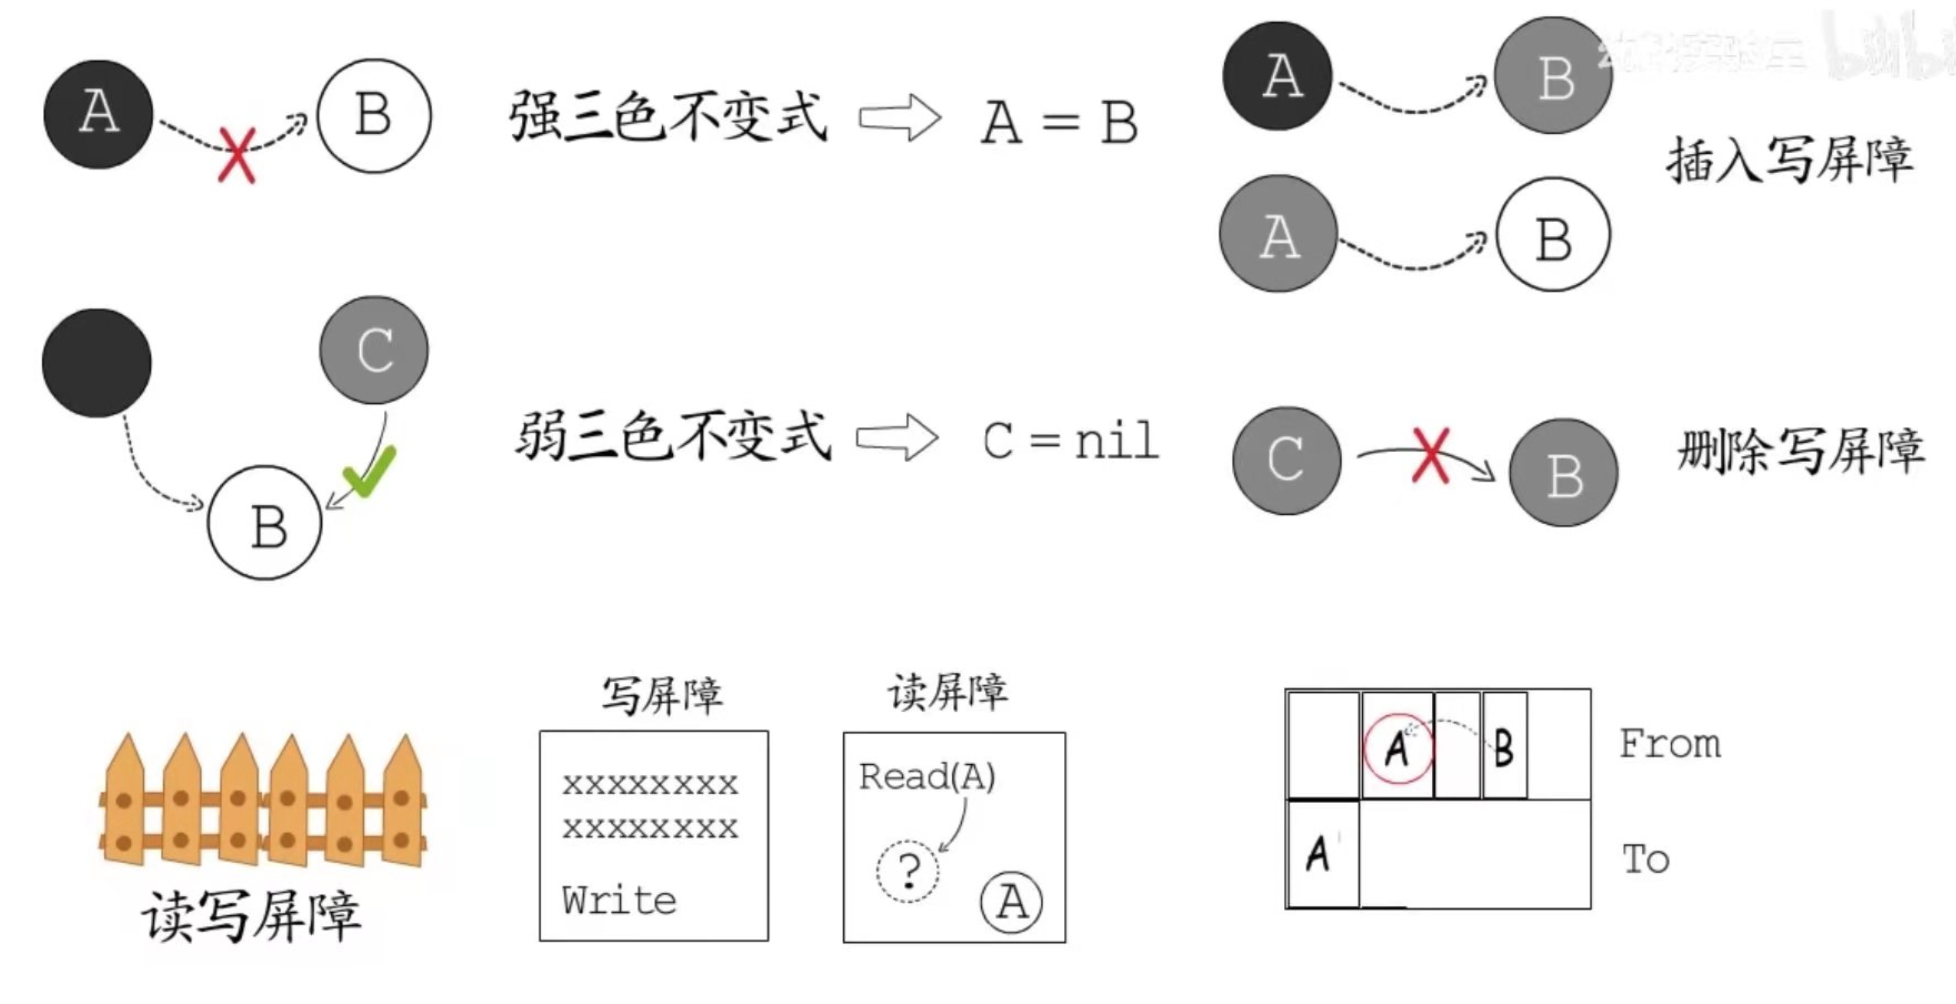 A
B
强三色不变式
A = B
A
B
插入写屏障
A
B
C
B
弱三色不变式
C = nil
C
B
删除写屏障
读写屏障
写屏障
xxxxxxxx
xxxxxxxx
Write
读屏障
Read(A)
?
A
A
B
From
A
To